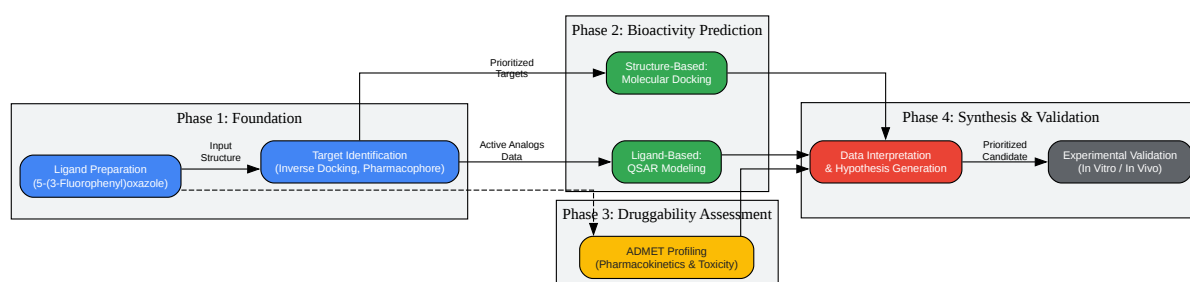 Phase 1: Foundation
Ligand Preparation
(5-(3-Fluorophenyl)oxazole)
Input
Structure
Target Identification
(Inverse Docking, Pharmacophore)
Prioritized
Targets
Active Analogs
Data
Phase 2: Bioactivity Prediction
Structure-Based:
Molecular Docking
Ligand-Based:
QSAR Modeling
Phase 3: Druggability Assessment
ADMET Profiling
(Pharmacokinetics & Toxicity)
Phase 4: Synthesis & Validation
Data Interpretation
& Hypothesis Generation
Prioritized
Candidate
Experimental Validation
(In Vitro / In Vivo)